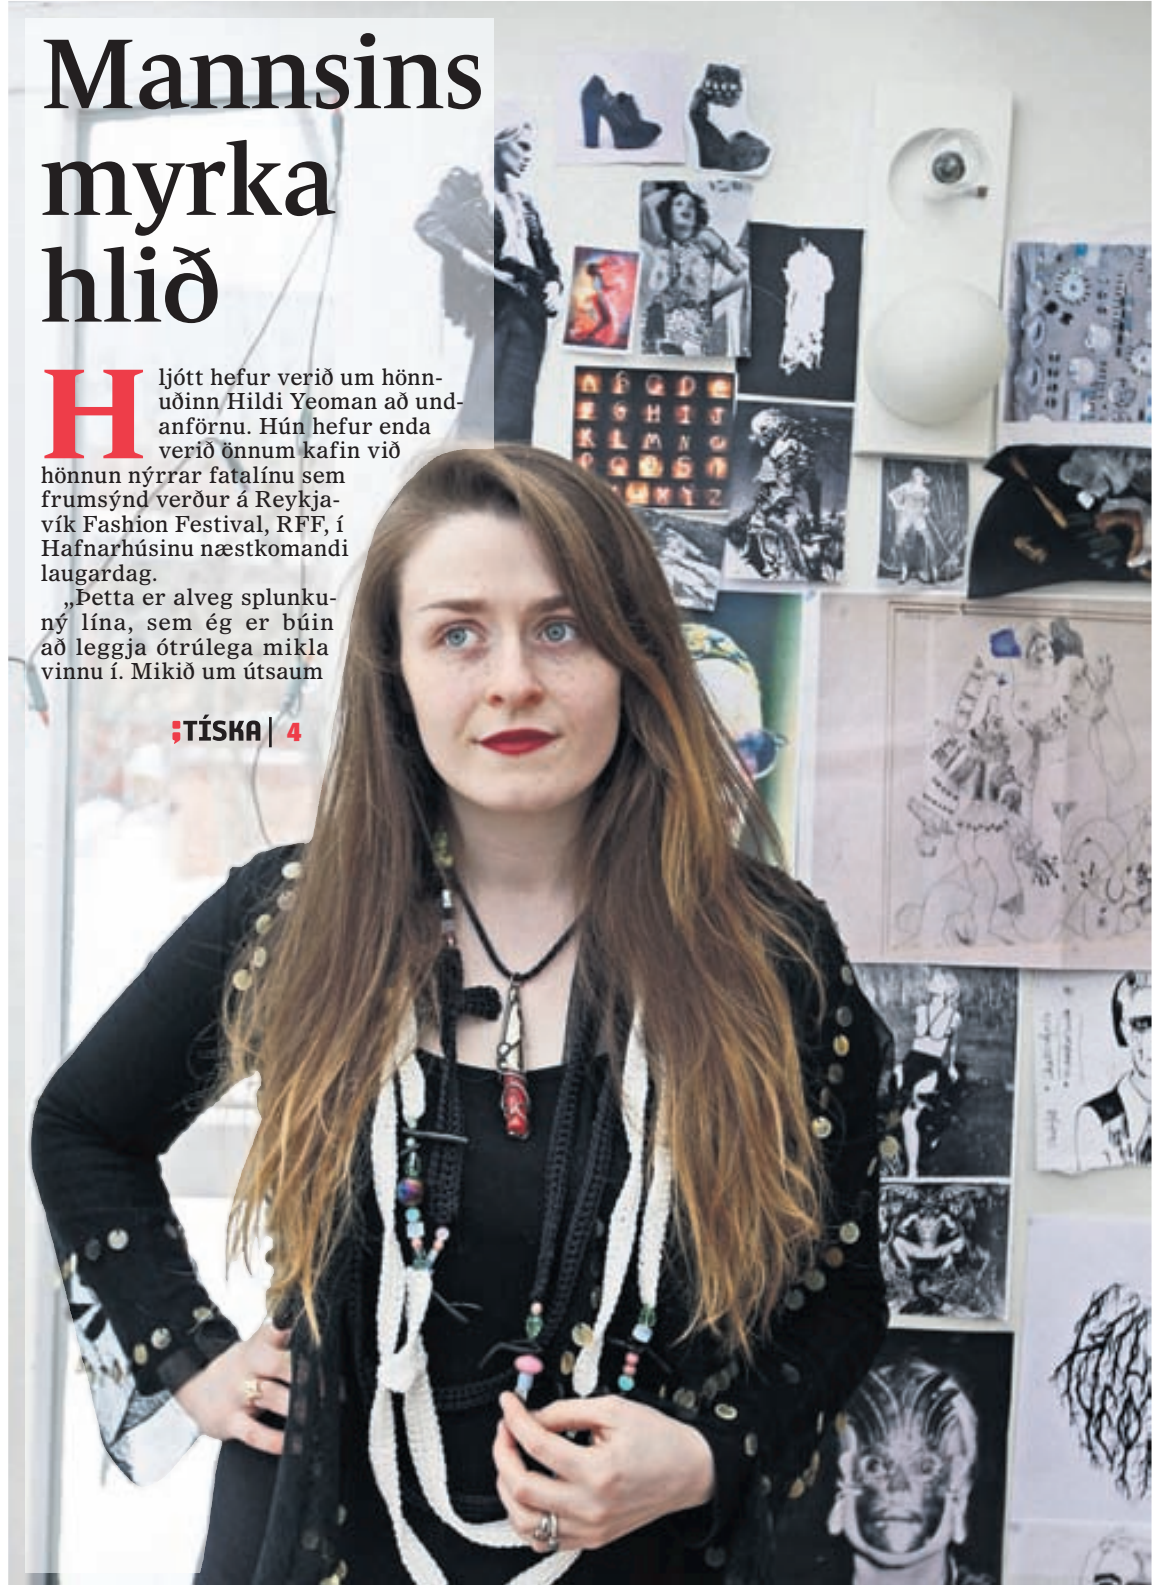 Mannsins
myrka
hlið
Hljótt hefur verið um hönn-
uðinn Hildi Yeoman að und-
anförnu. Hún hefur enda
verið önnum kafin við
hönnun nýrrar fatalínu sem
frumsýnd verður á Reykja-
vík Fashion Festival, RFF, í
Hafnarhúsinu næstkomandi
laugardag.
„Þetta er alveg splunku-
ný lína, sem ég er búin
að leggja ótrúlega mikla
vinnu í. Mikið um útsaum
;TÍSKA | 4